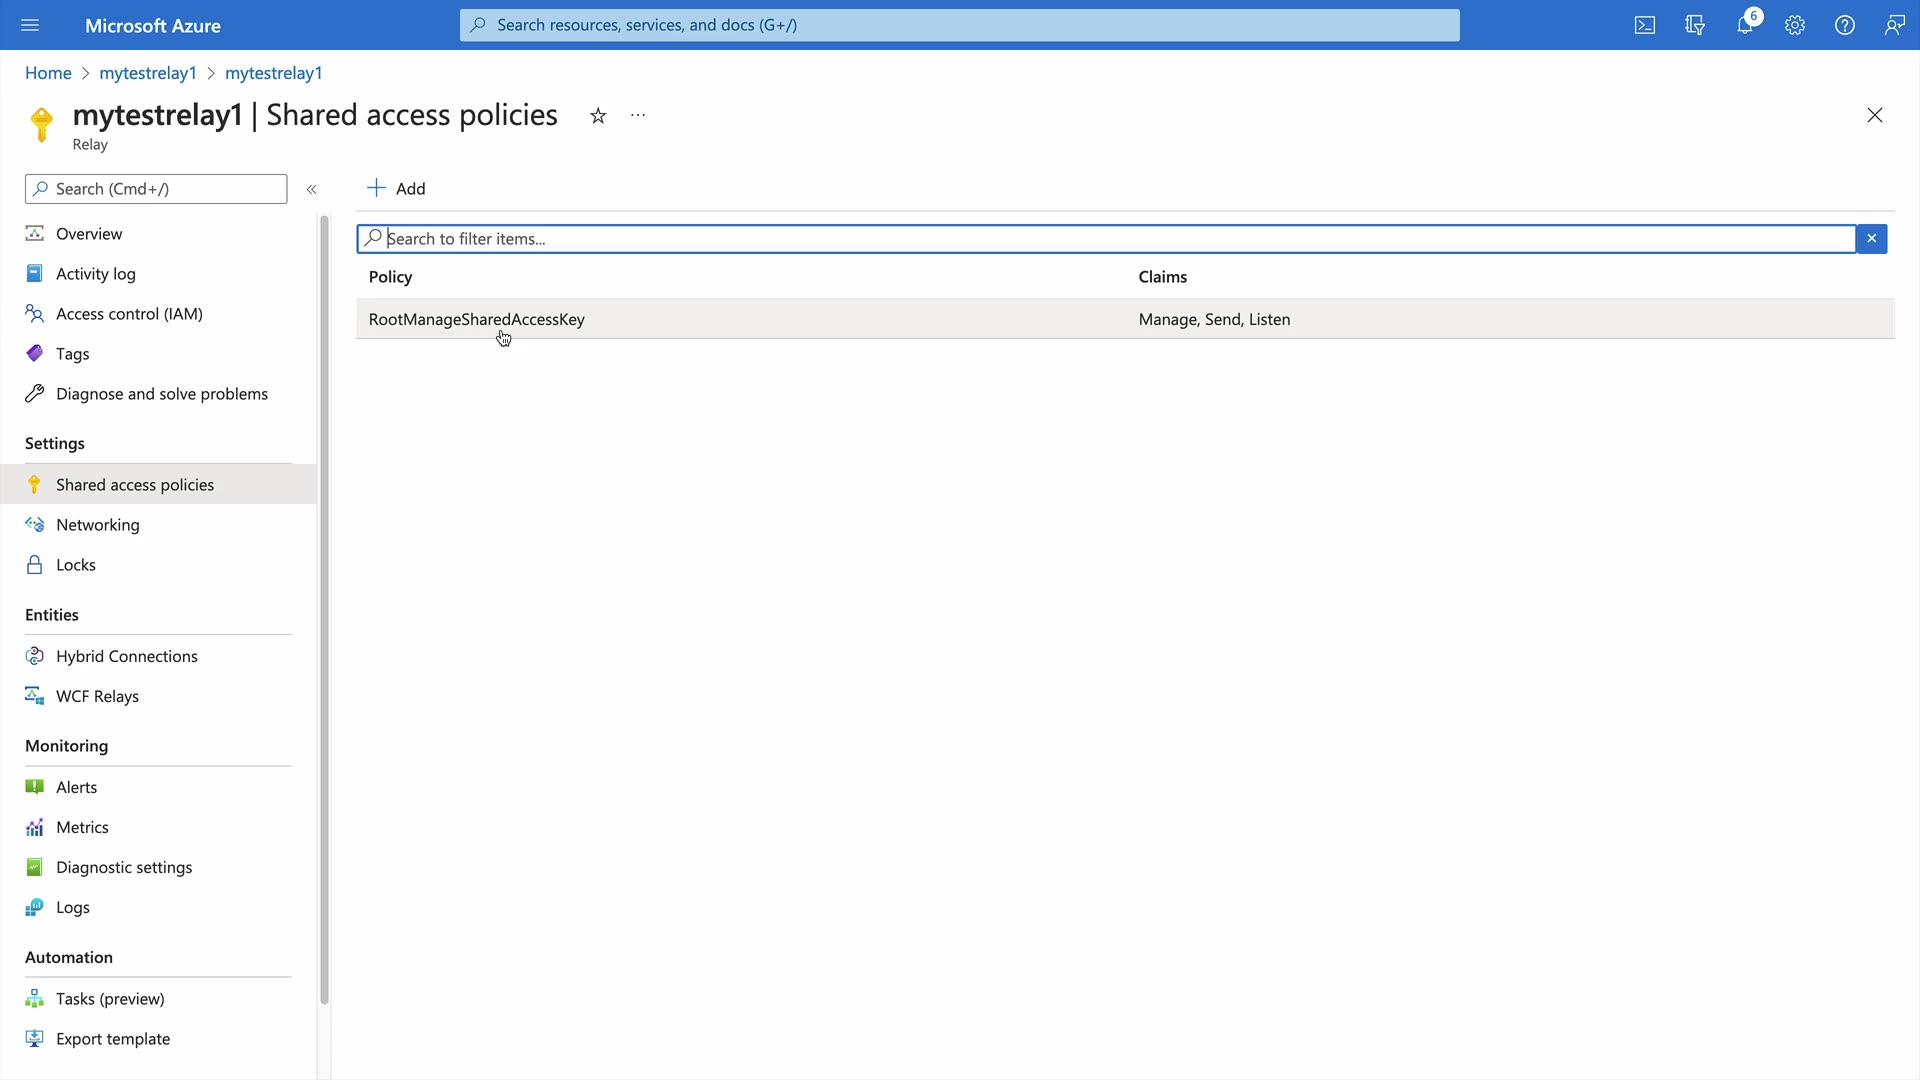 Microsoft Azure
Search resources, services, and docs (G+/)
6
Home > mytestrelay1 > mytestrelay1
mytestrelay1 | Shared access policies
Relay
Search (Cmd+/)
Add
Overview
Activity log
Access control (IAM)
Tags
Diagnose and solve problems
Settings
Shared access policies
Networking
Locks
Entities
Hybrid Connections
WCF Relays
Monitoring
Alerts
Metrics
Diagnostic settings
Logs
Automation
Tasks (preview)
Export template
Search to filter items...
Policy Claims
RootManageSharedAccessKey Manage, Send, Listen